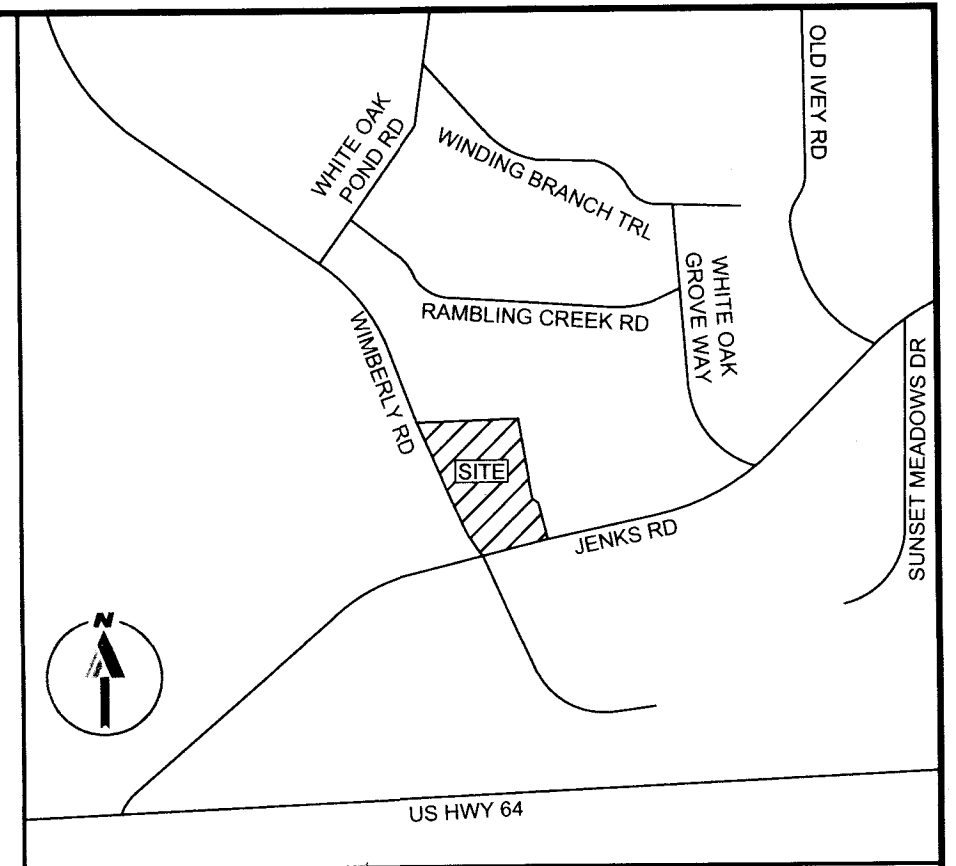 OLD IVEY RD
WHITE OAK
POND RD
WINDING BRANCH TRL
WHITE OAK
GROVE WAY
RAMBLING CREEK RD
WIMBERLY RD
SUNSET MEADOWS DR
SITE
JENKS RD
N
US HWY 64